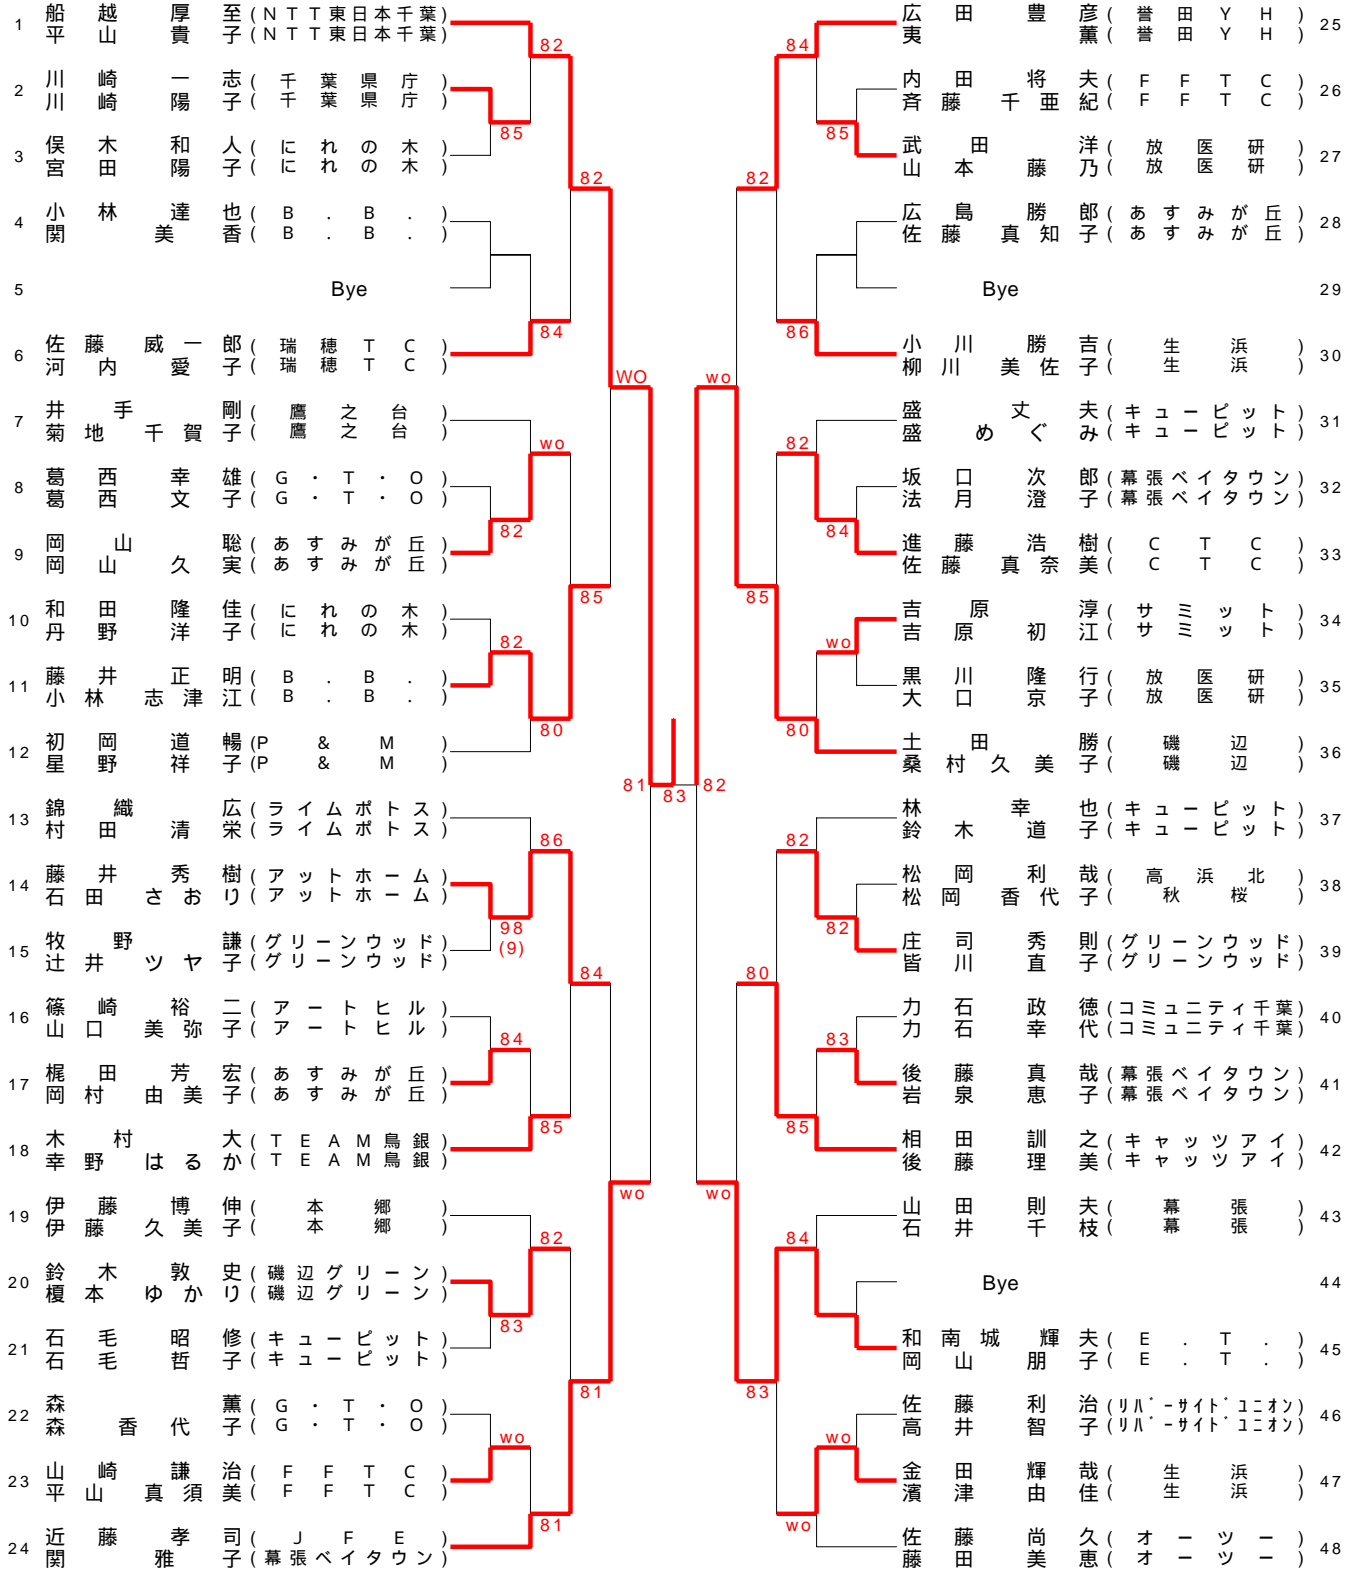 1 船越厚至(NTT東日本千葉)
平山貴子(NTT東日本千葉)
82
2 川崎一志(千葉県庁)
川崎陽子(千葉県庁)
85
3 俣木和人(にれの木)
宮田陽子(にれの木)
82
4 小林達也(B.B.)
関美香(B.B.)
5 Bye
84
6 佐藤威一郎(瑞穂TC)
河内愛子(瑞穂TC)
WO
7 井手剛(鷹之台)
菊地千賀子(鷹之台)
wo
8 葛西幸雄(G・T・O)
葛西文子(G・T・O)
82
9 岡山聡(あすみが丘)
岡山久実(あすみが丘)
85
10 和田隆佳(にれの木)
丹野洋子(にれの木)
82
11 藤井正明(B.B.)
小林志津江(B.B.)
80
12 初岡道暢(P&M)
星野祥子(P&M)
81
83
82
13 錦織広(ライムポトス)
村田清栄(ライムポトス)
86
14 藤井秀樹(アットホーム)
石田さおり(アットホーム)
98
(9)
15 牧野謙(グリーンウッド)
辻井ツヤ子(グリーンウッド)
84
16 篠崎裕二(アートヒル)
山口美弥子(アートヒル)
84
17 梶田芳宏(あすみが丘)
岡村由美子(あすみが丘)
85
18 木村大(TEAM鳥銀)
幸野はるか(TEAM鳥銀)
wo
19 伊藤博伸(本郷)
伊藤久美子(本郷)
82
20 鈴木敦史(磯辺グリーン)
榎本ゆかり(磯辺グリーン)
83
21 石毛昭修(キューピット)
石毛哲子(キューピット)
81
22 森薫(G・T・O)
森香代子(G・T・O)
wo
23 山崎謙治(FFTC)
平山真須美(FFTC)
81
24 近藤孝司(JFE)
関雅子(幕張ベイタウン)
広田豊彦(誉田YH) 25
夷薫(誉田YH)
84
内田将夫(FFTC) 26
斉藤千亜紀(FFTC)
85
武田洋(放医研) 27
山本藤乃(放医研)
82
広島勝郎(あすみが丘) 28
佐藤真知子(あすみが丘)
Bye 29
86
小川勝吉(生浜) 30
柳川美佐子(生浜)
wo
盛丈夫(キューピット) 31
盛めぐみ(キューピット)
82
坂口次郎(幕張ベイタウン) 32
法月澄子(幕張ベイタウン)
84
進藤浩樹(CTC) 33
佐藤真奈美(CTC)
85
吉原淳(サミット) 34
吉原初江(サミット)
wo
黒川隆行(放医研) 35
大口京子(放医研)
80
土田勝(磯辺) 36
桑村久美子(磯辺)
林幸也(キューピット) 37
鈴木道子(キューピット)
82
松岡利哉(高浜北) 38
松岡香代子(秋桜)
82
庄司秀則(グリーンウッド) 39
皆川直子(グリーンウッド)
80
力石政徳(コミュニティ千葉) 40
力石幸代(コミュニティ千葉)
83
後藤真哉(幕張ベイタウン) 41
岩泉恵子(幕張ベイタウン)
85
相田訓之(キャッツアイ) 42
後藤理美(キャッツアイ)
wo
山田則夫(幕張) 43
石井千枝(幕張)
84
Bye 44
和南城輝夫(E.T.) 45
岡山朋子(E.T.)
83
佐藤利治(リバーサイドユニオン) 46
高井智子(リバーサイドユニオン)
wo
金田輝哉(生浜) 47
濱津由佳(生浜)
wo
佐藤尚久(オーツー) 48
藤田美恵(オーツー)